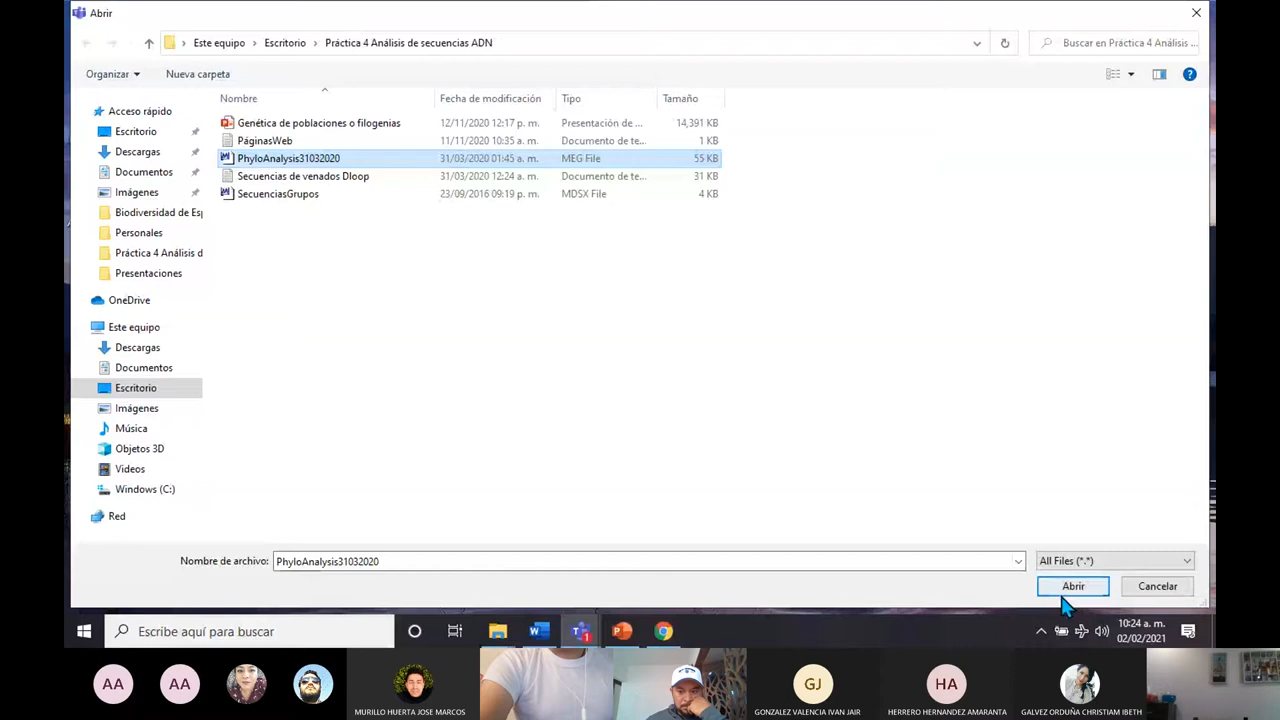 Abrir
Este equipo > Escritorio > Práctica 4 Análisis de secuencias ADN
Buscar en Práctica 4 Análisis ...
Organizar
Nueva carpeta
Nombre Fecha de modificación Tipo Tamaño
Genética de poblaciones o filogenias 12/11/2020 12:17 p. m. Presentación de ... 14,391 KB
PáginasWeb 11/11/2020 10:35 a. m. Documento de te... 1 KB
PhyloAnalysis31032020 31/03/2020 01:45 a. m. MEG File 55 KB
Secuencias de venados Dloop 31/03/2020 12:24 a. m. Documento de te... 31 KB
SecuenciasGrupos 23/09/2016 09:19 p. m. MDSX File 4 KB
Acceso rápido
Escritorio
Descargas
Documentos
Imágenes
Biodiversidad de Esp
Personales
Práctica 4 Análisis d
Presentaciones
OneDrive
Este equipo
Descargas
Documentos
Escritorio
Imágenes
Música
Objetos 3D
Videos
Windows (C:)
Red
Nombre de archivo: PhyloAnalysis31032020
All Files (*.*)
Abrir
Cancelar
Escribe aquí para buscar
10:24 a. m.
02/02/2021
AA
AA
MURILLO HUERTA JOSE MARCOS
GJ
GONZALEZ VALENCIA IVAN JAIR
HA
HERRERO HERNANDEZ AMARANTA
GALVEZ ORDUÑA CHRISTIAM IBETH